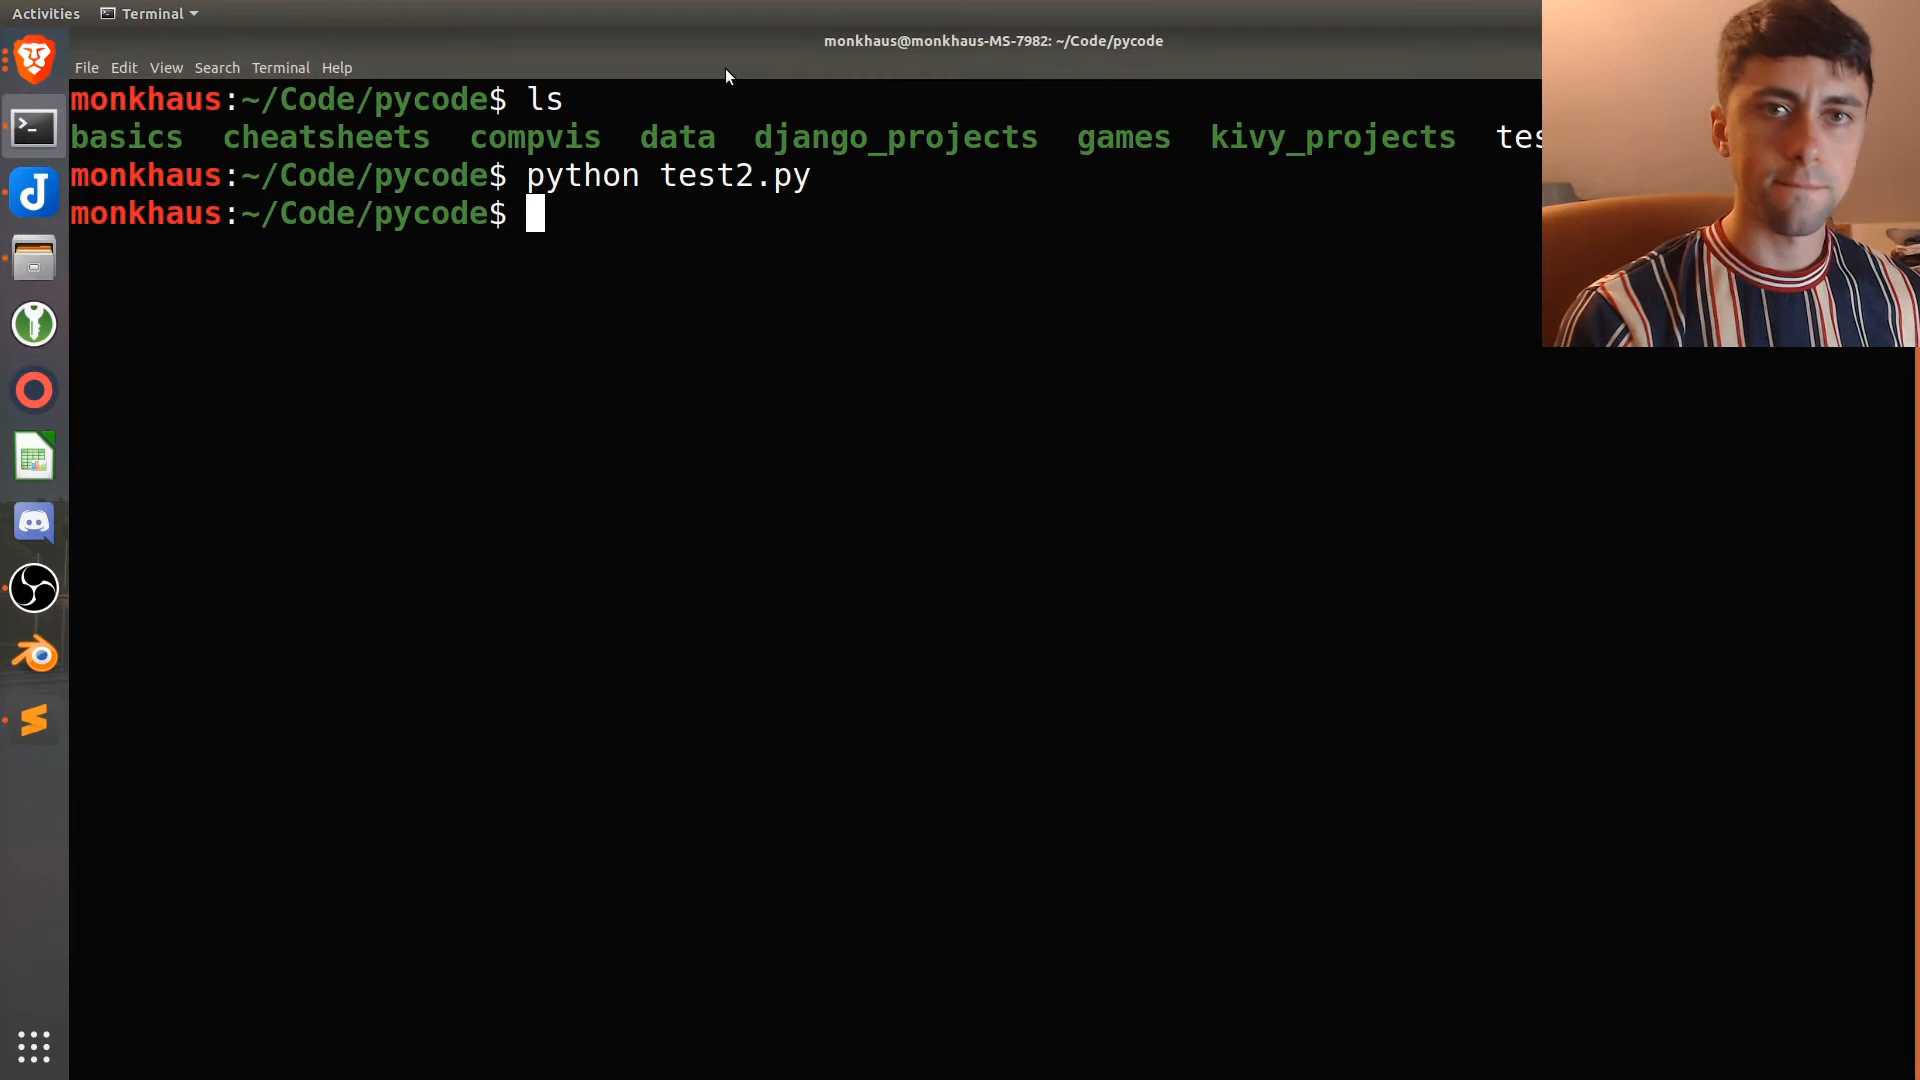 Activities Terminal
monkhaus@monkhaus-MS-7982: ~/Code/pycode
File Edit View Search Terminal Help
monkhaus:~/Code/pycode$ ls
basics cheatsheets compvis data django_projects games kivy_projects
monkhaus:~/Code/pycode$ python test2.py
monkhaus:~/Code/pycode$